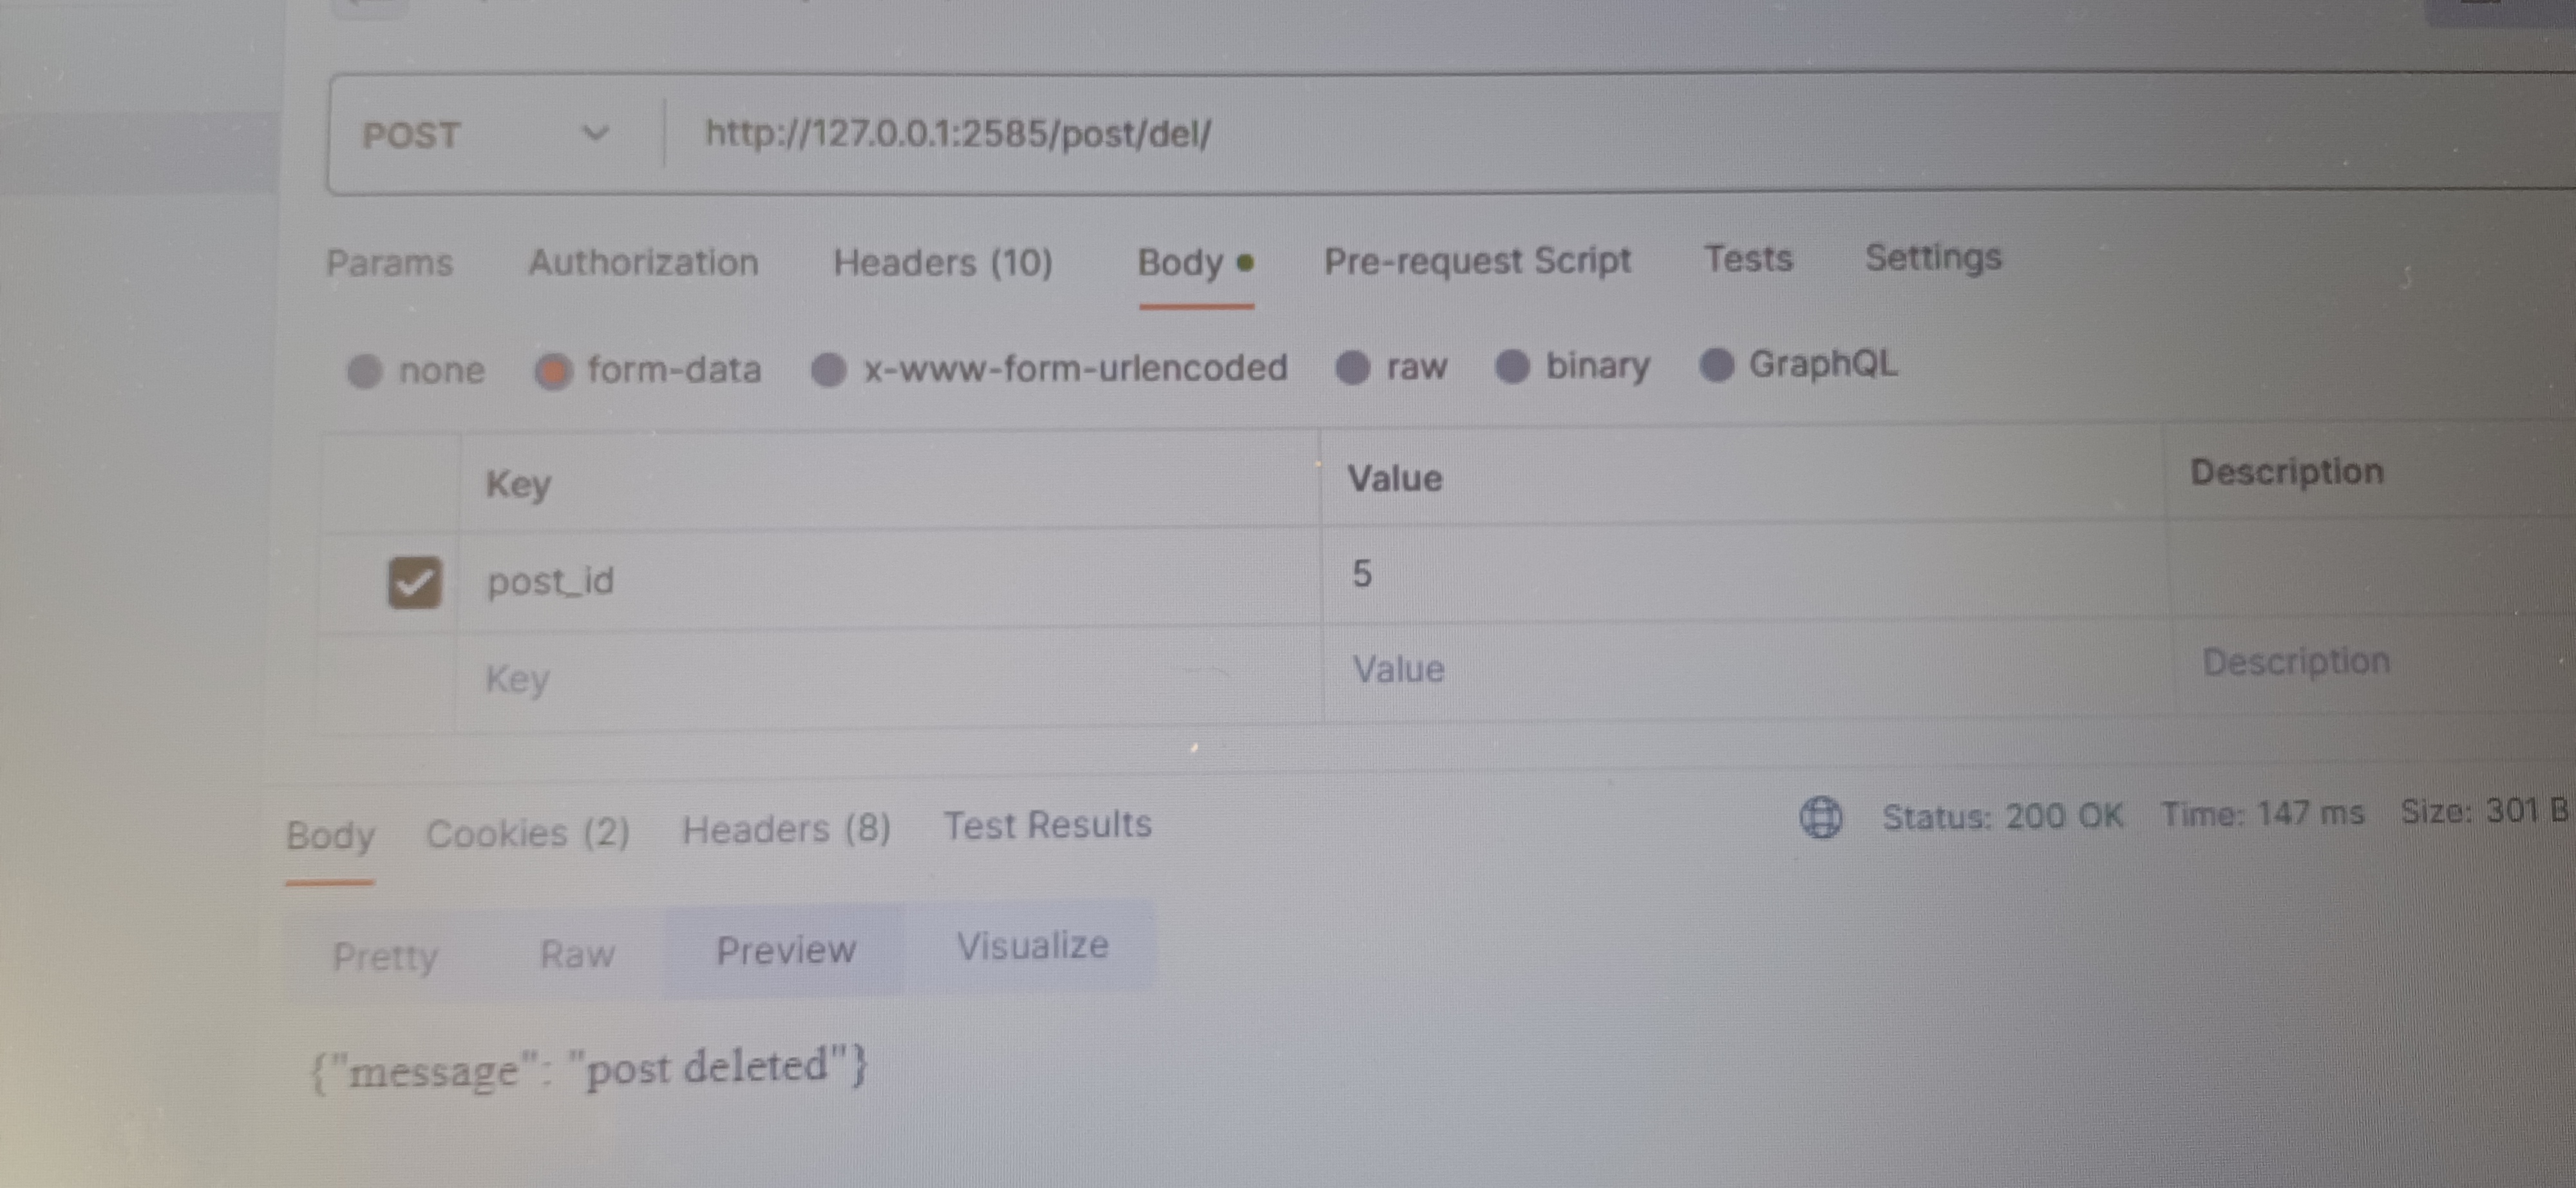 POST http://127.0.0.1:2585/post/del/
Params Authorization Headers (10) Body Pre-request Script Tests Settings
none form-data x-www-form-urlencoded raw binary GraphQL
Key Value Description
post_id 5
Key Value Description
Body Cookies (2) Headers (8) Test Results Status: 200 OK Time: 147 ms Size: 301 B
Pretty Raw Preview Visualize
{"message": "post deleted"}